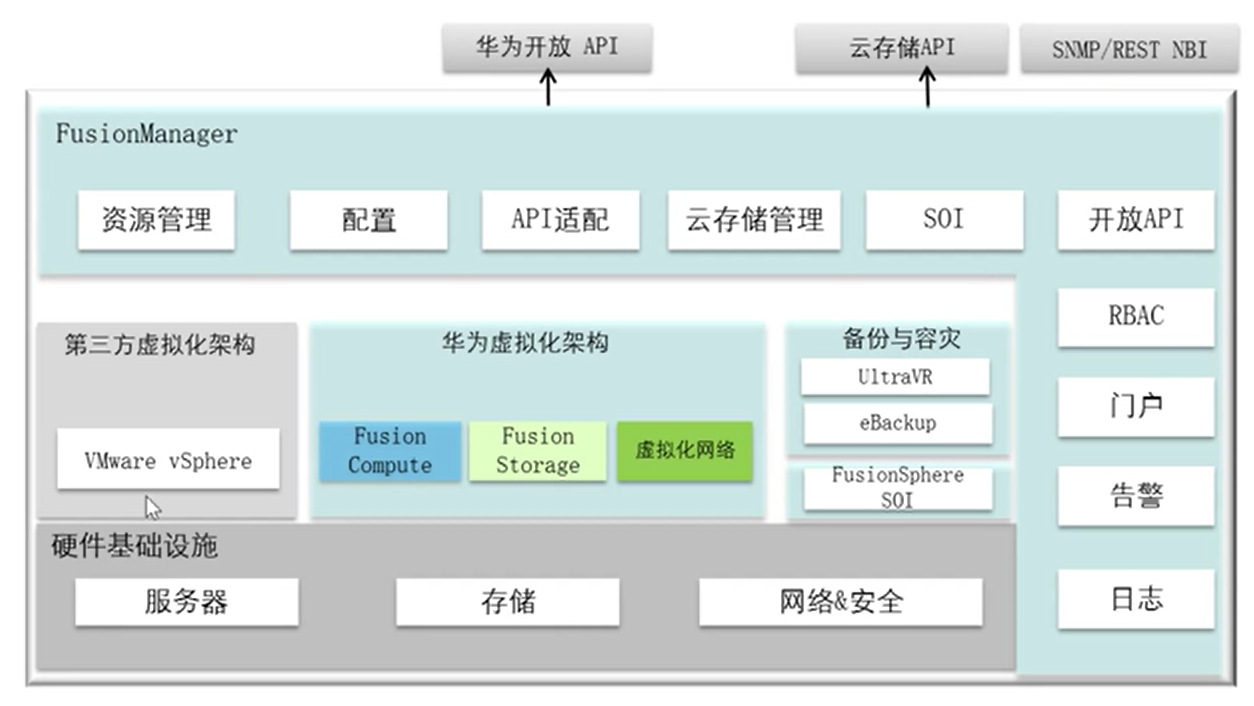 华为开放 API
云存储API
SNMP/REST NBI
FusionManager
资源管理
配置
API适配
云存储管理
SOI
开放API
RBAC
门户
告警
日志
第三方虚拟化架构
VMware vSphere
华为虚拟化架构
Fusion
Compute
Fusion
Storage
虚拟化网络
备份与容灾
UltraVR
eBackup
FusionSphere
SOI
硬件基础设施
服务器
存储
网络&安全